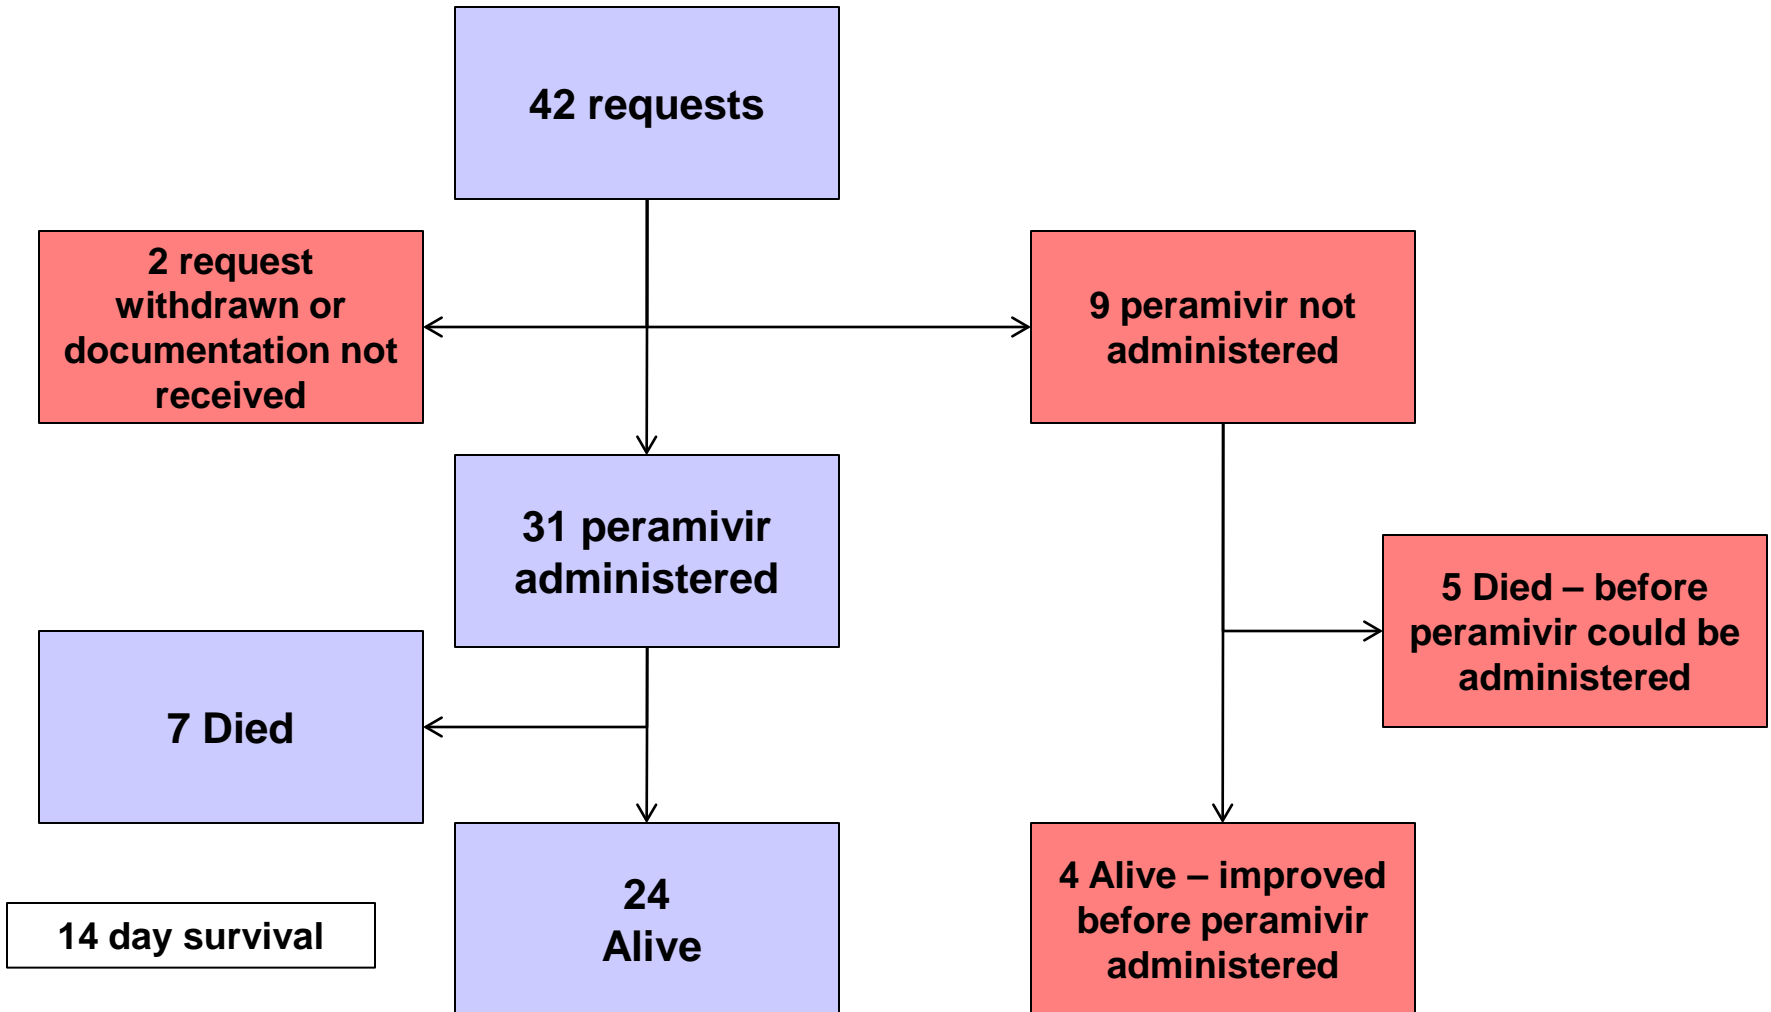 42 requests
2 request
withdrawn or
documentation not
received
9 peramivir not
administered
31 peramivir
administered
5 Died – before
peramivir could be
administered
7 Died
24
Alive
4 Alive – improved
before peramivir
administered
14 day survival